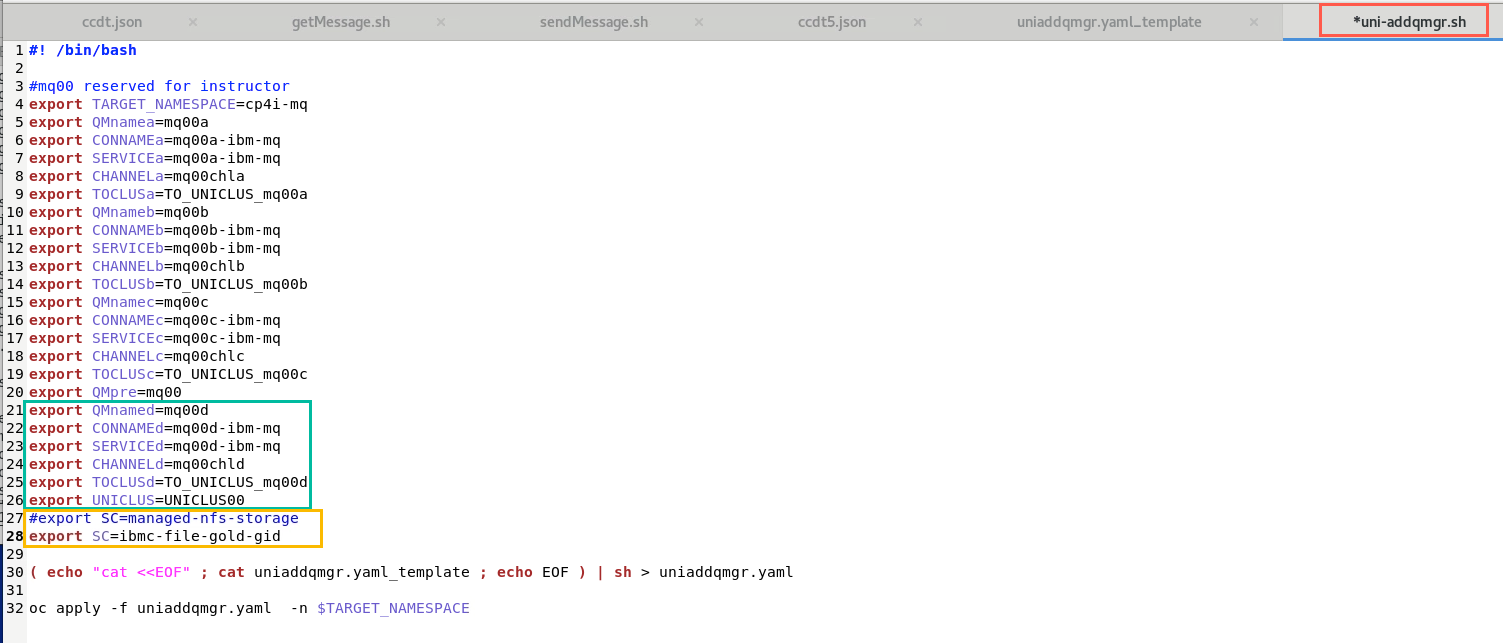 ccdt.json × getMessage.sh × sendMessage.sh × ccdt5.json × uniaddqmgr.yaml_template × *uni-addqmgr.sh
1 #! /bin/bash
2
3 #mq00 reserved for instructor
4 export TARGET_NAMESPACE=cp4i-mq
5 export QMnamea=mq00a
6 export CONNAMEa=mq00a-ibm-mq
7 export SERVICEa=mq00a-ibm-mq
8 export CHANNELa=mq00chla
9 export TOCLUSa=TO_UNICLUS_mq00a
10 export QMnameb=mq00b
11 export CONNAMEb=mq00b-ibm-mq
12 export SERVICEb=mq00b-ibm-mq
13 export CHANNELb=mq00chlb
14 export TOCLUSb=TO_UNICLUS_mq00b
15 export QMnamec=mq00c
16 export CONNAMEc=mq00c-ibm-mq
17 export SERVICEc=mq00c-ibm-mq
18 export CHANNELc=mq00chlc
19 export TOCLUSc=TO_UNICLUS_mq00c
20 export QMpre=mq00
21 export QMnamed=mq00d
22 export CONNAMEd=mq00d-ibm-mq
23 export SERVICEd=mq00d-ibm-mq
24 export CHANNELd=mq00chld
25 export TOCLUSd=TO_UNICLUS_mq00d
26 export UNICLUS=UNICLUS00
27 #export SC=managed-nfs-storage
28 export SC=ibmc-file-gold-gid
29
30 ( echo "cat <<EOF" ; cat uniaddqmgr.yaml_template ; echo EOF ) | sh > uniaddqmgr.yaml
31
32 oc apply -f uniaddqmgr.yaml  -n $TARGET_NAMESPACE